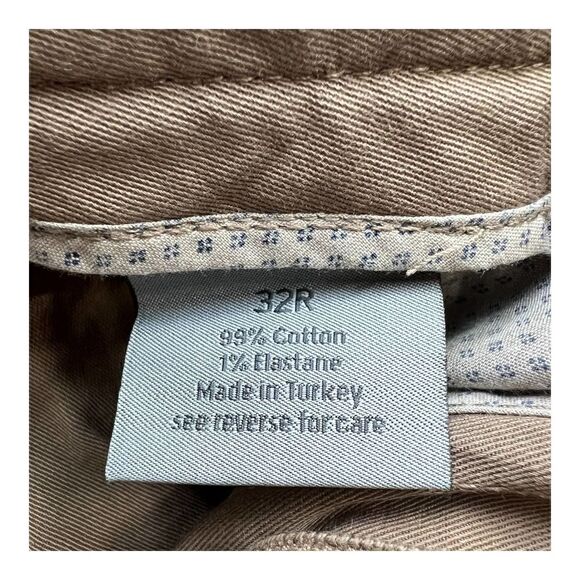 32R
99% Cotton
1% Elastane
Made in Turkey
see reverse for care